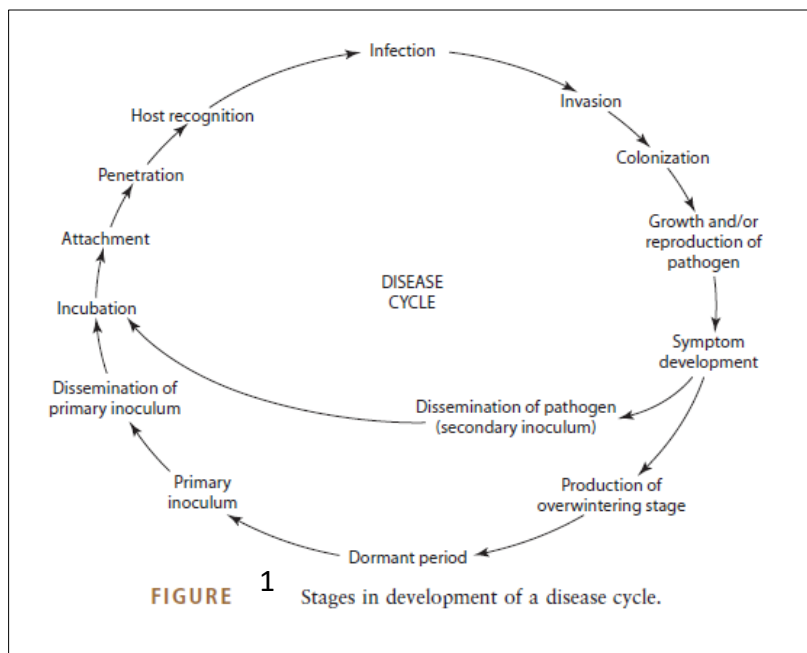 Infection
Invasion
Colonization
Growth and/or
reproduction of
pathogen
Symptom
development
Dissemination of pathogen
(secondary inoculum)
Production of
overwintering stage
Dormant period
Primary
inoculum
Dissemination of
primary inoculum
Incubation
Attachment
Penetration
Host recognition
DISEASE
CYCLE
FIGURE 1 Stages in development of a disease cycle.